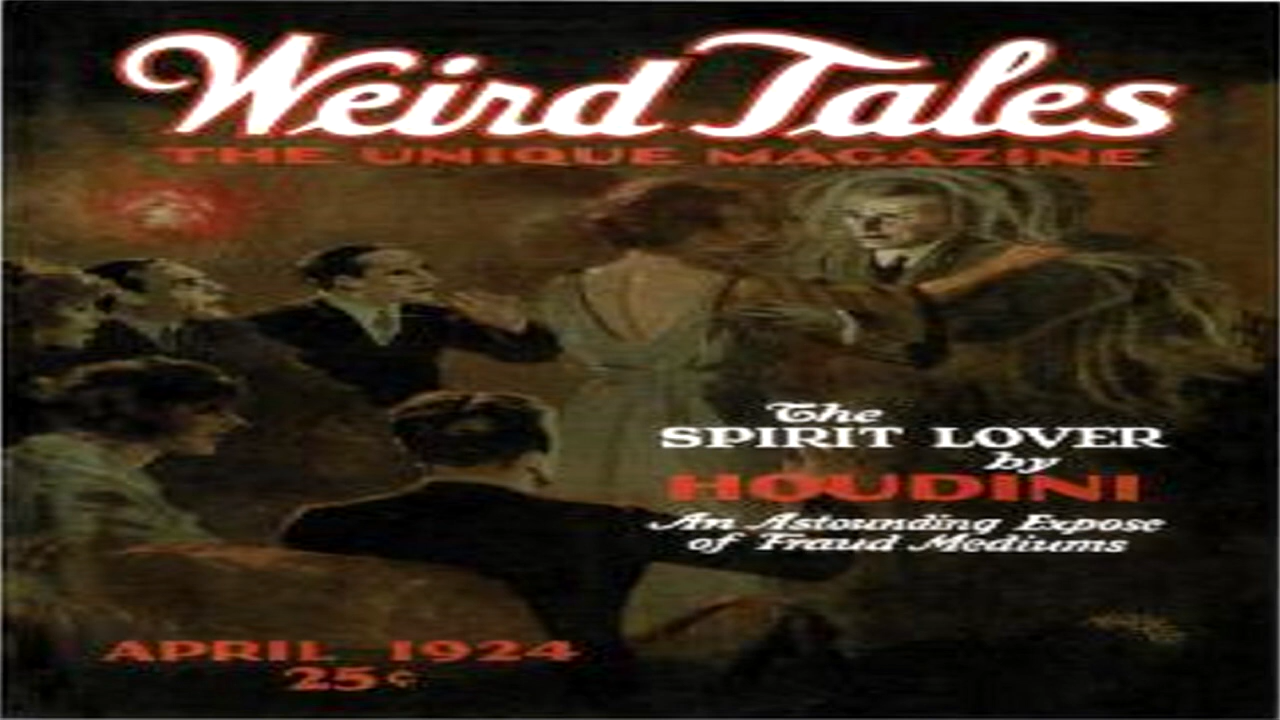 Weird Tales
THE UNIQUE MAGAZINE
The
SPIRIT LOVER
by
HOUDINI
An Astounding Expose
of Fraud Mediums
APRIL 1924
25¢